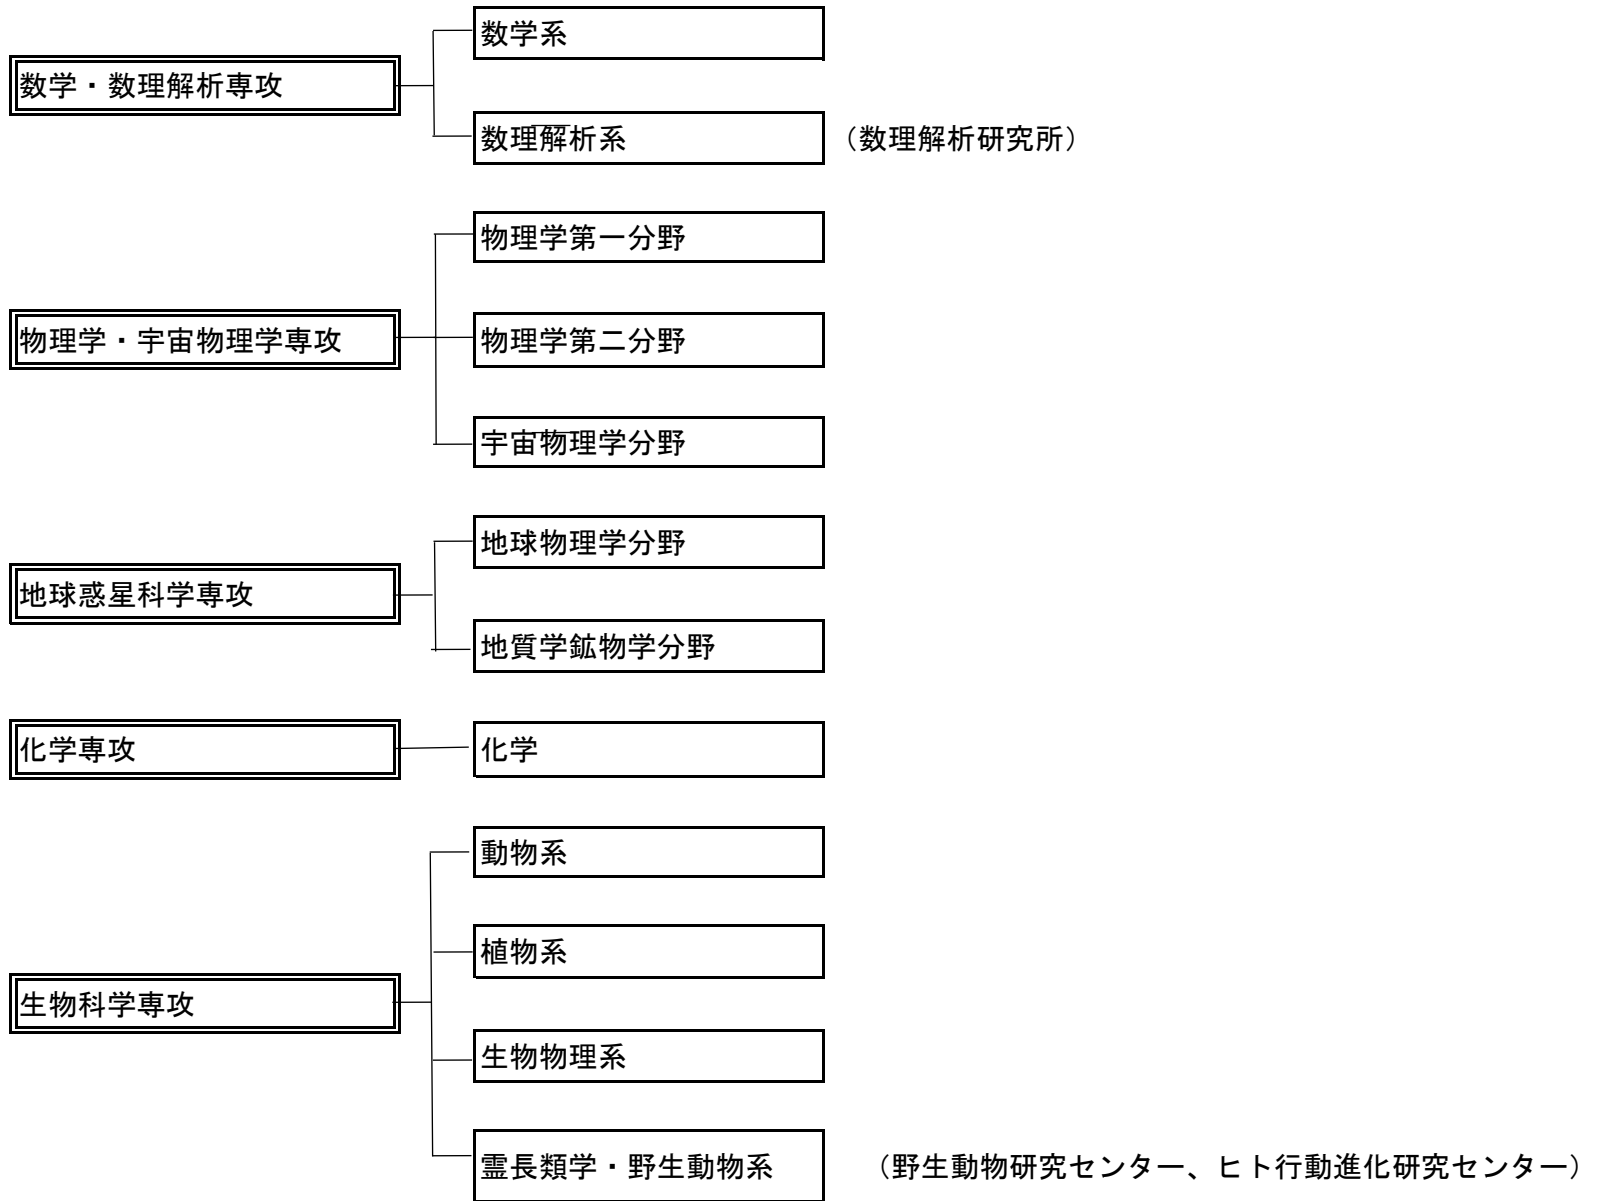 数学・数理解析専攻
数学系
数理解析系
（数理解析研究所）
物理学・宇宙物理学専攻
物理学第一分野
物理学第二分野
宇宙物理学分野
地球惑星科学専攻
地球物理学分野
地質学鉱物学分野
化学専攻
化学
生物科学専攻
動物系
植物系
生物物理系
霊長類学・野生動物系
（野生動物研究センター、ヒト行動進化研究センター）